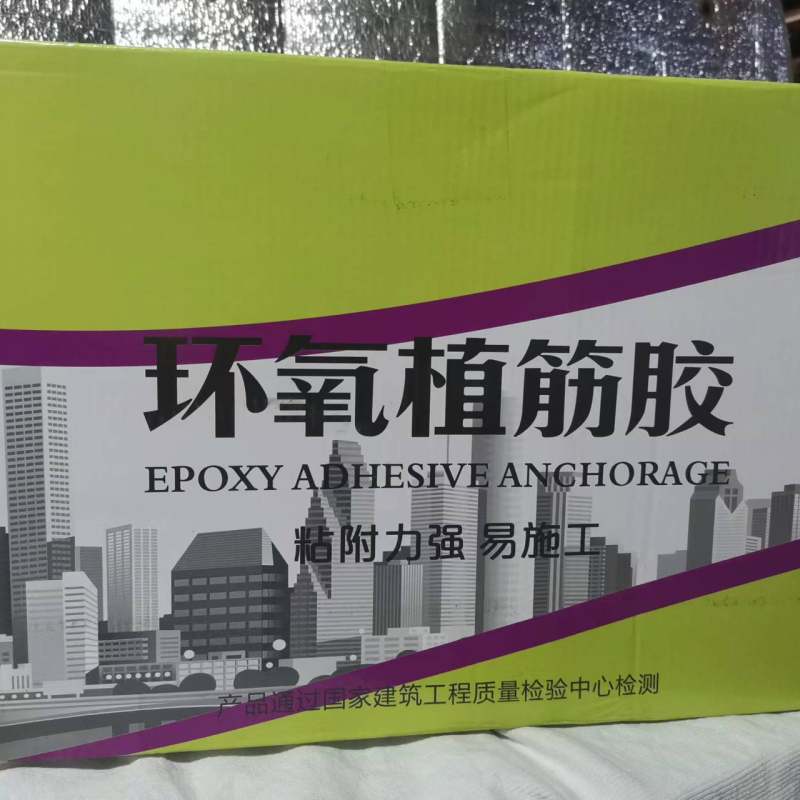 环氧植筋胶
EPOXY ADHESIVE ANCHORAGE
粘附力强 易施工
产品通过国家建筑工程质量检验中心检测